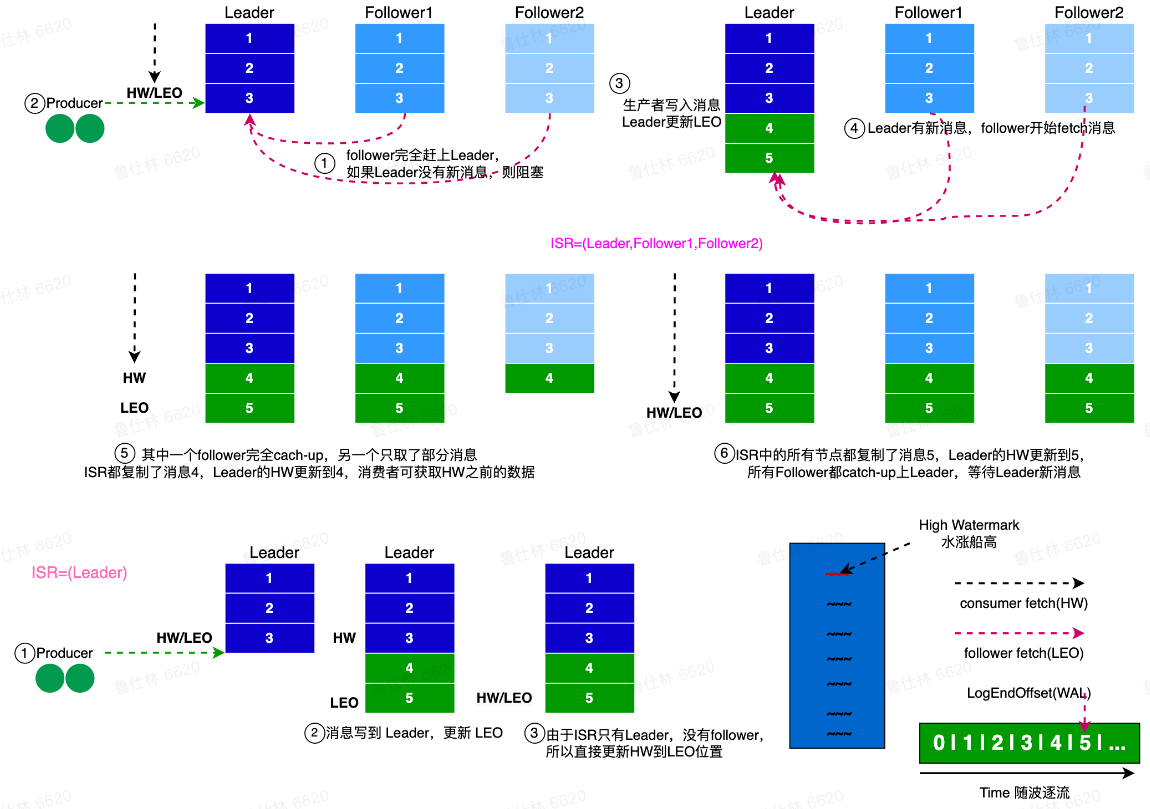 Leader
Follower1
Follower2
1
1
1
2
2
2
3
3
3
HW/LEO
② Producer
① follower完全赶上Leader，
如果Leader没有新消息，则阻塞
Leader
Follower1
Follower2
1
1
1
2
2
2
3
3
3
4
5
③
生产者写入消息
Leader更新LEO
④ Leader有新消息，follower开始fetch消息
ISR=(Leader,Follower1,Follower2)
1
1
1
2
2
2
3
3
3
HW
4
4
4
LEO
5
5
⑤ 其中一个follower完全cach-up，另一个只取了部分消息
ISR都复制了消息4，Leader的HW更新到4，消费者可获取HW之前的数据
1
1
1
2
2
2
3
3
3
4
4
4
HW/LEO
5
5
5
⑥ ISR中的所有节点都复制了消息5，Leader的HW更新到5，
所有Follower都catch-up上Leader，等待Leader新消息
ISR=(Leader)
① Producer
HW/LEO
Leader
1
2
3
Leader
1
2
HW
3
4
LEO
5
② 消息写到 Leader，更新 LEO
Leader
1
2
3
4
HW/LEO
5
③ 由于ISR只有Leader，没有follower，
所以直接更新HW到LEO位置
High Watermark
水涨船高
~~~
~~~
~~~
~~~
~~~
~~~
~~~
consumer fetch(HW)
follower fetch(LEO)
LogEndOffset(WAL)
0 | 1 | 2 | 3 | 4 | 5 | ...
Time 随波逐流
鲁仕林 6620